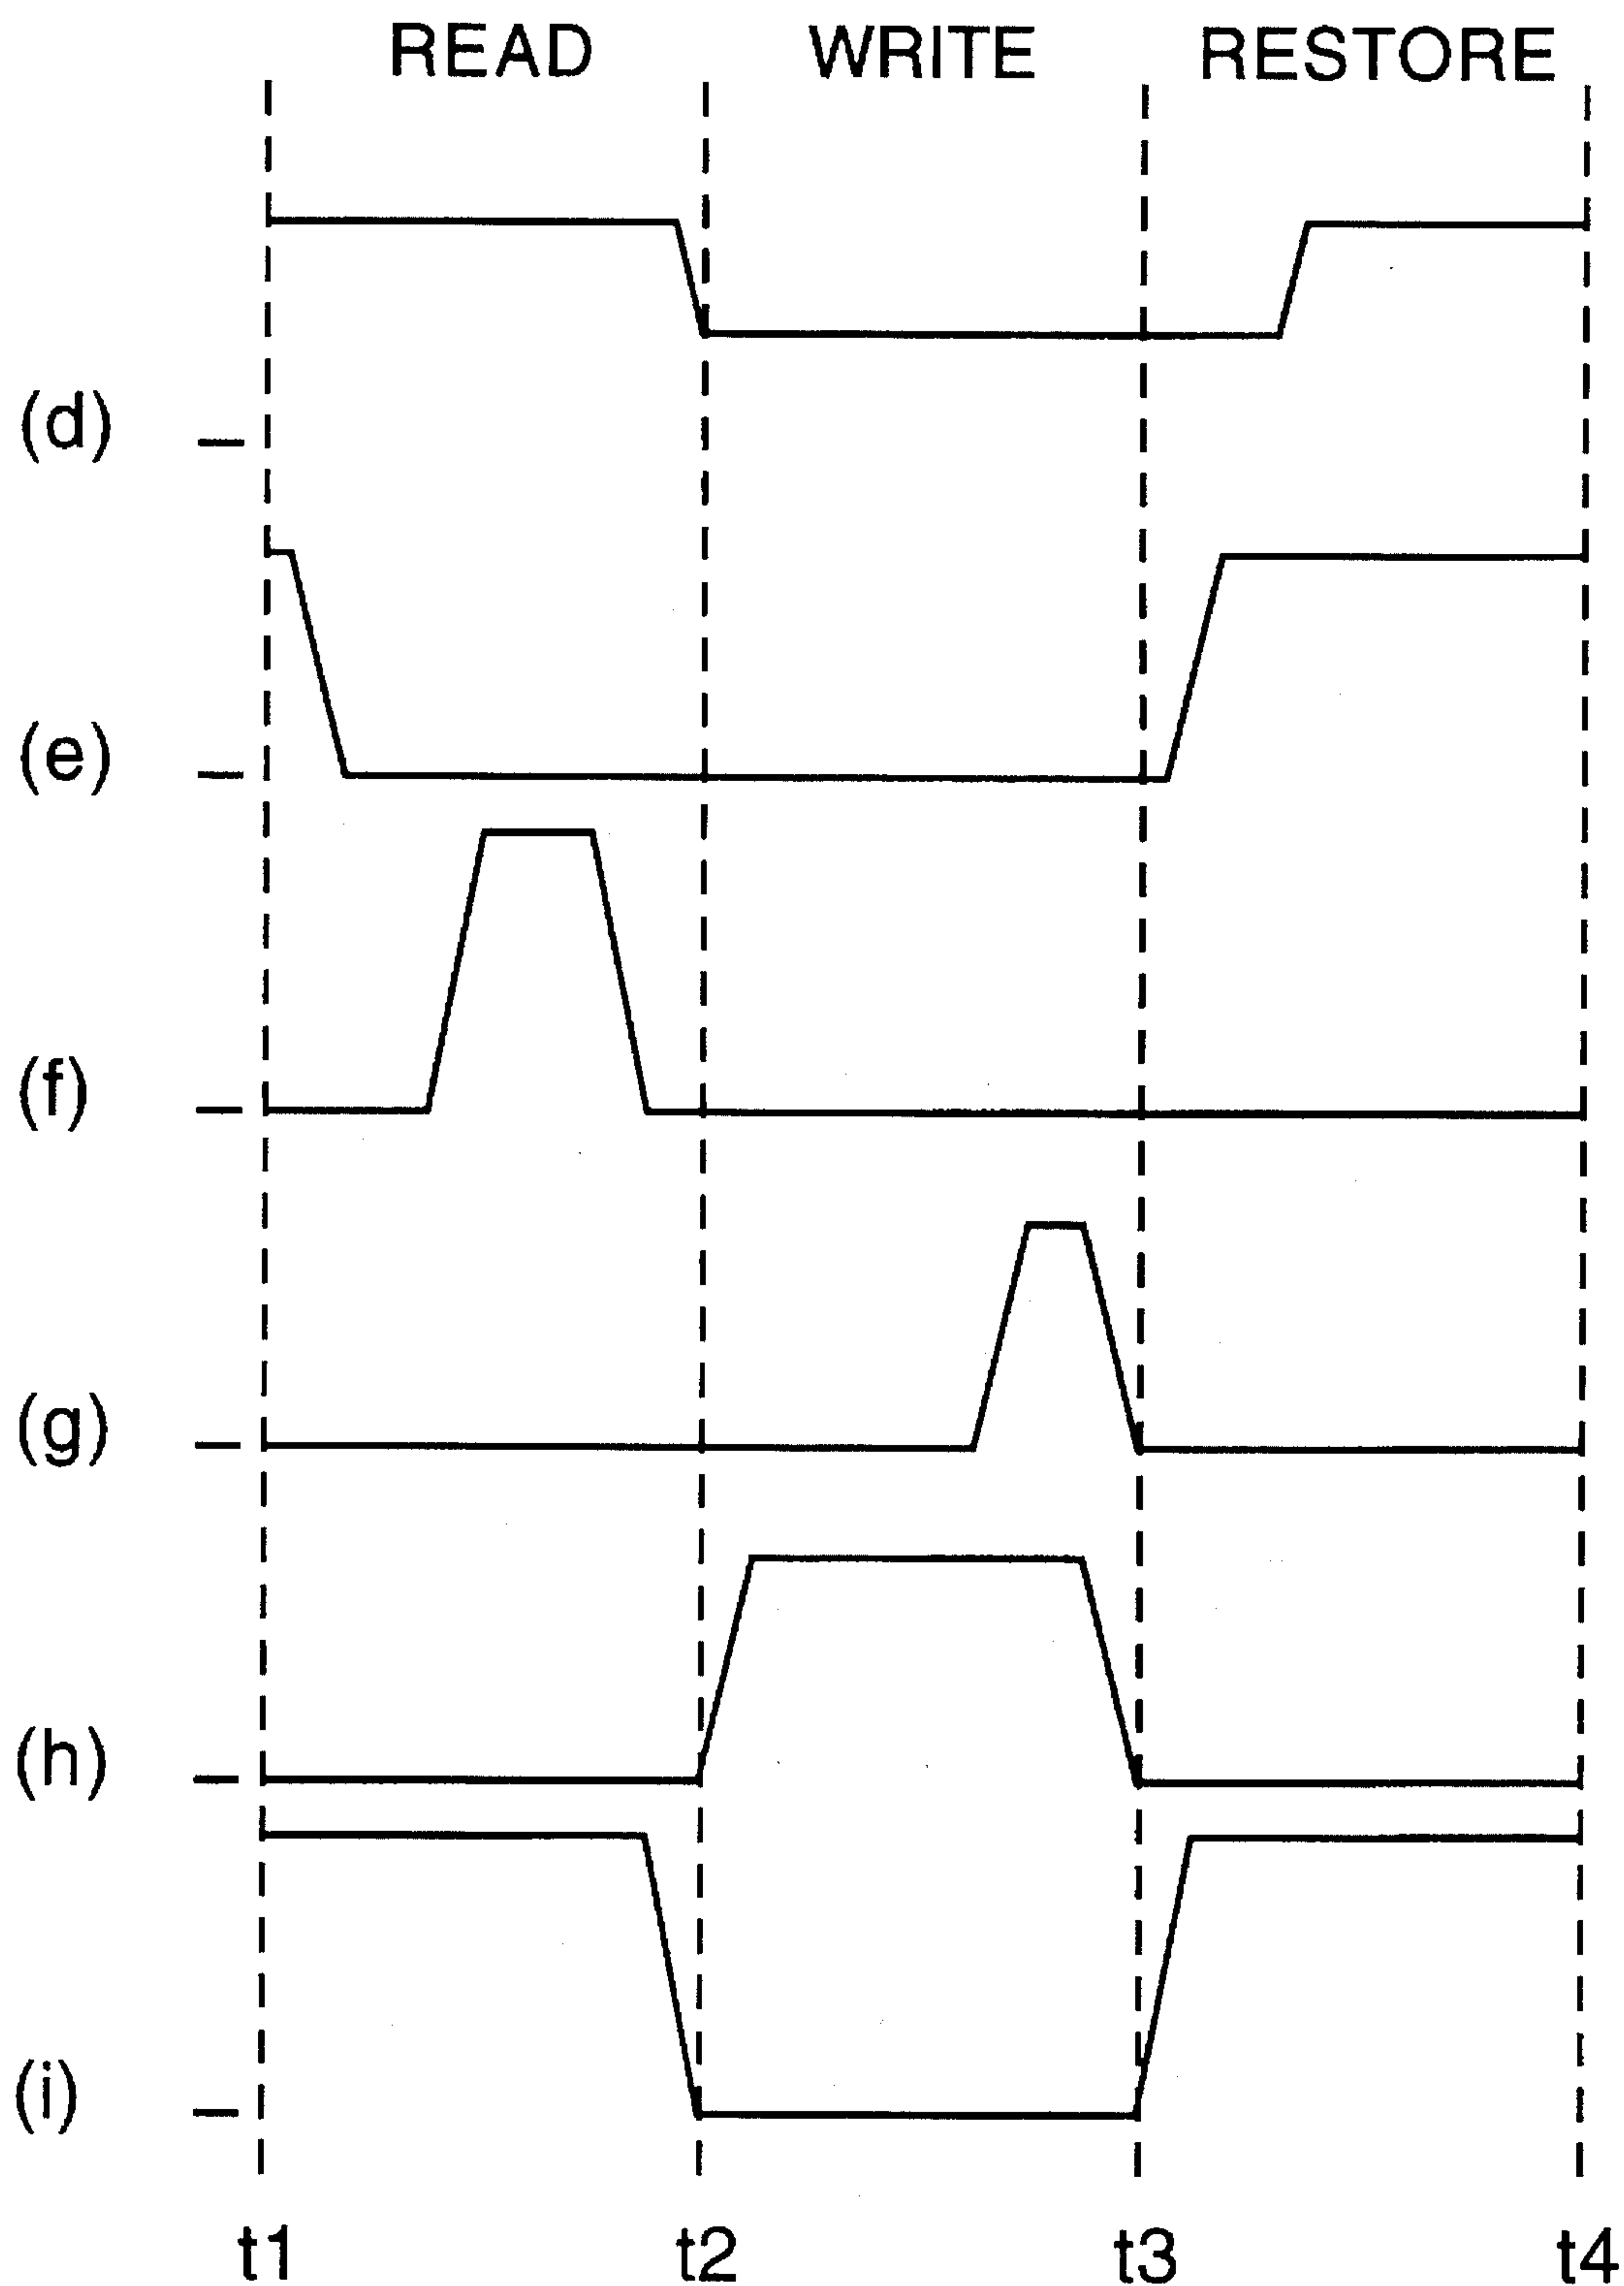 READ WRITE RESTORE
(d)
(e)
(f)
(g)
(h)
(i)
t1 t2 t3 t4